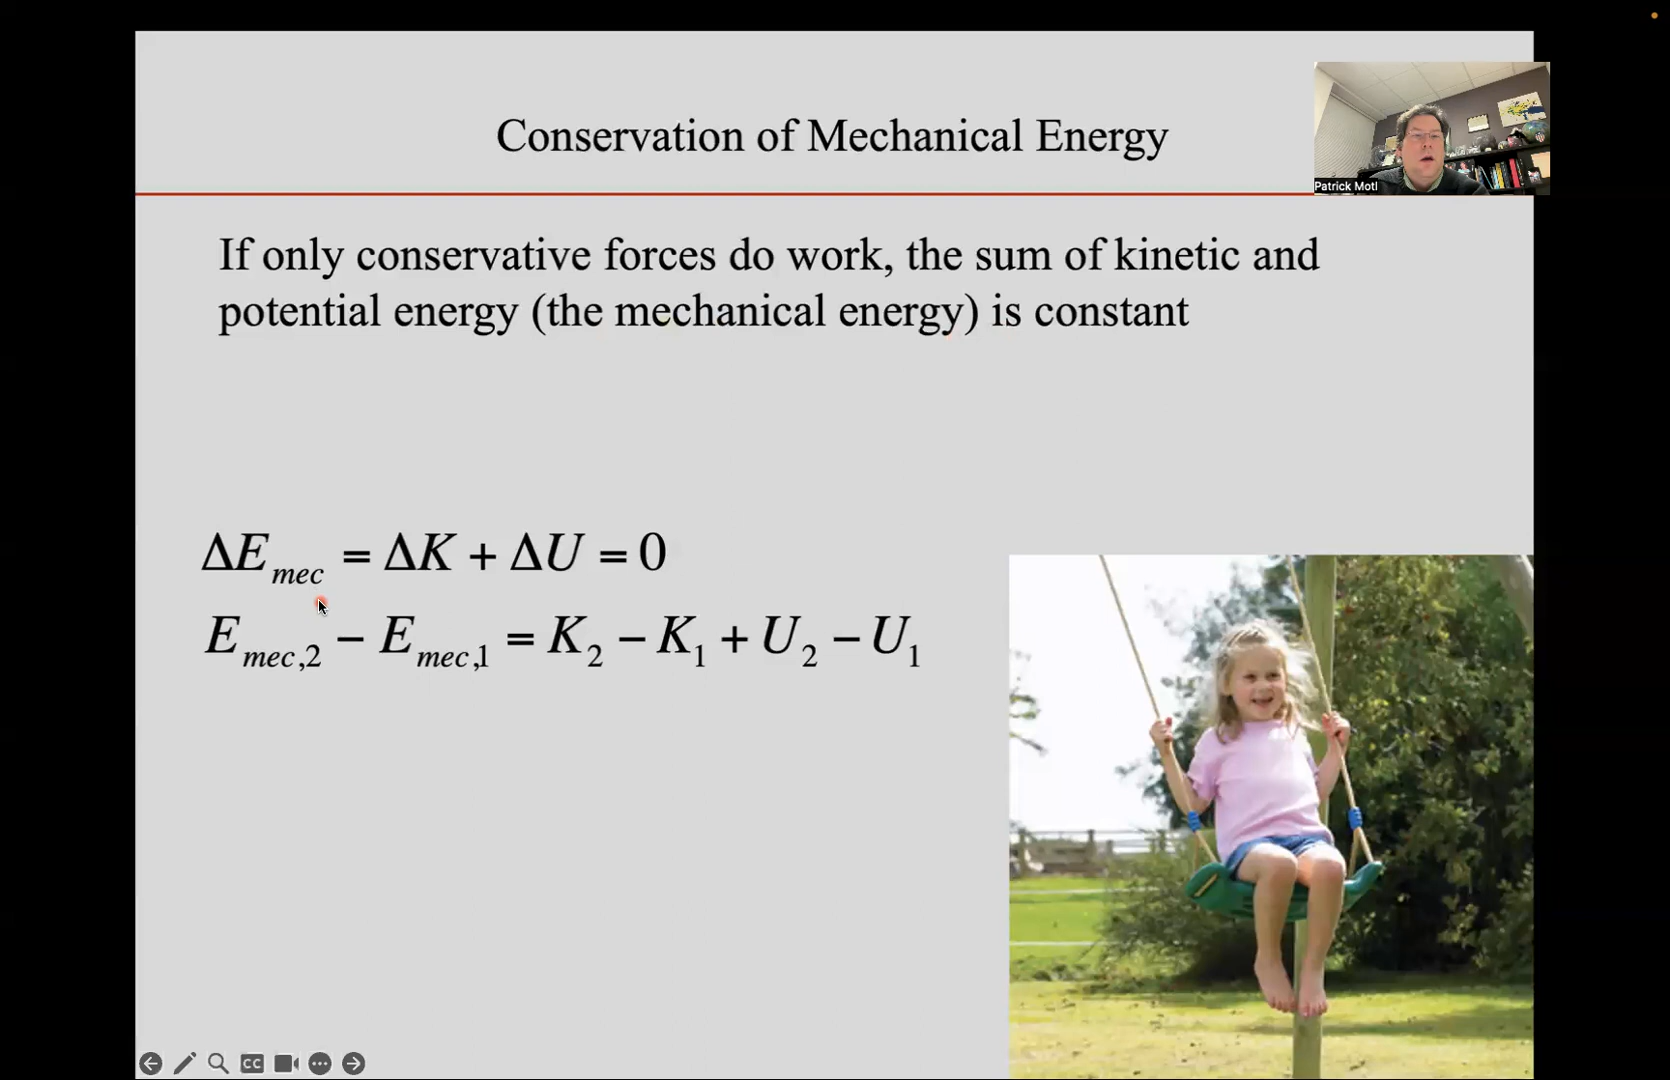 Conservation of Mechanical Energy
Patrick Motl
If only conservative forces do work, the sum of kinetic and
potential energy (the mechanical energy) is constant
ΔE_mec = ΔK + ΔU = 0
E_mec,2 − E_mec,1 = K_2 − K_1 + U_2 − U_1
CC